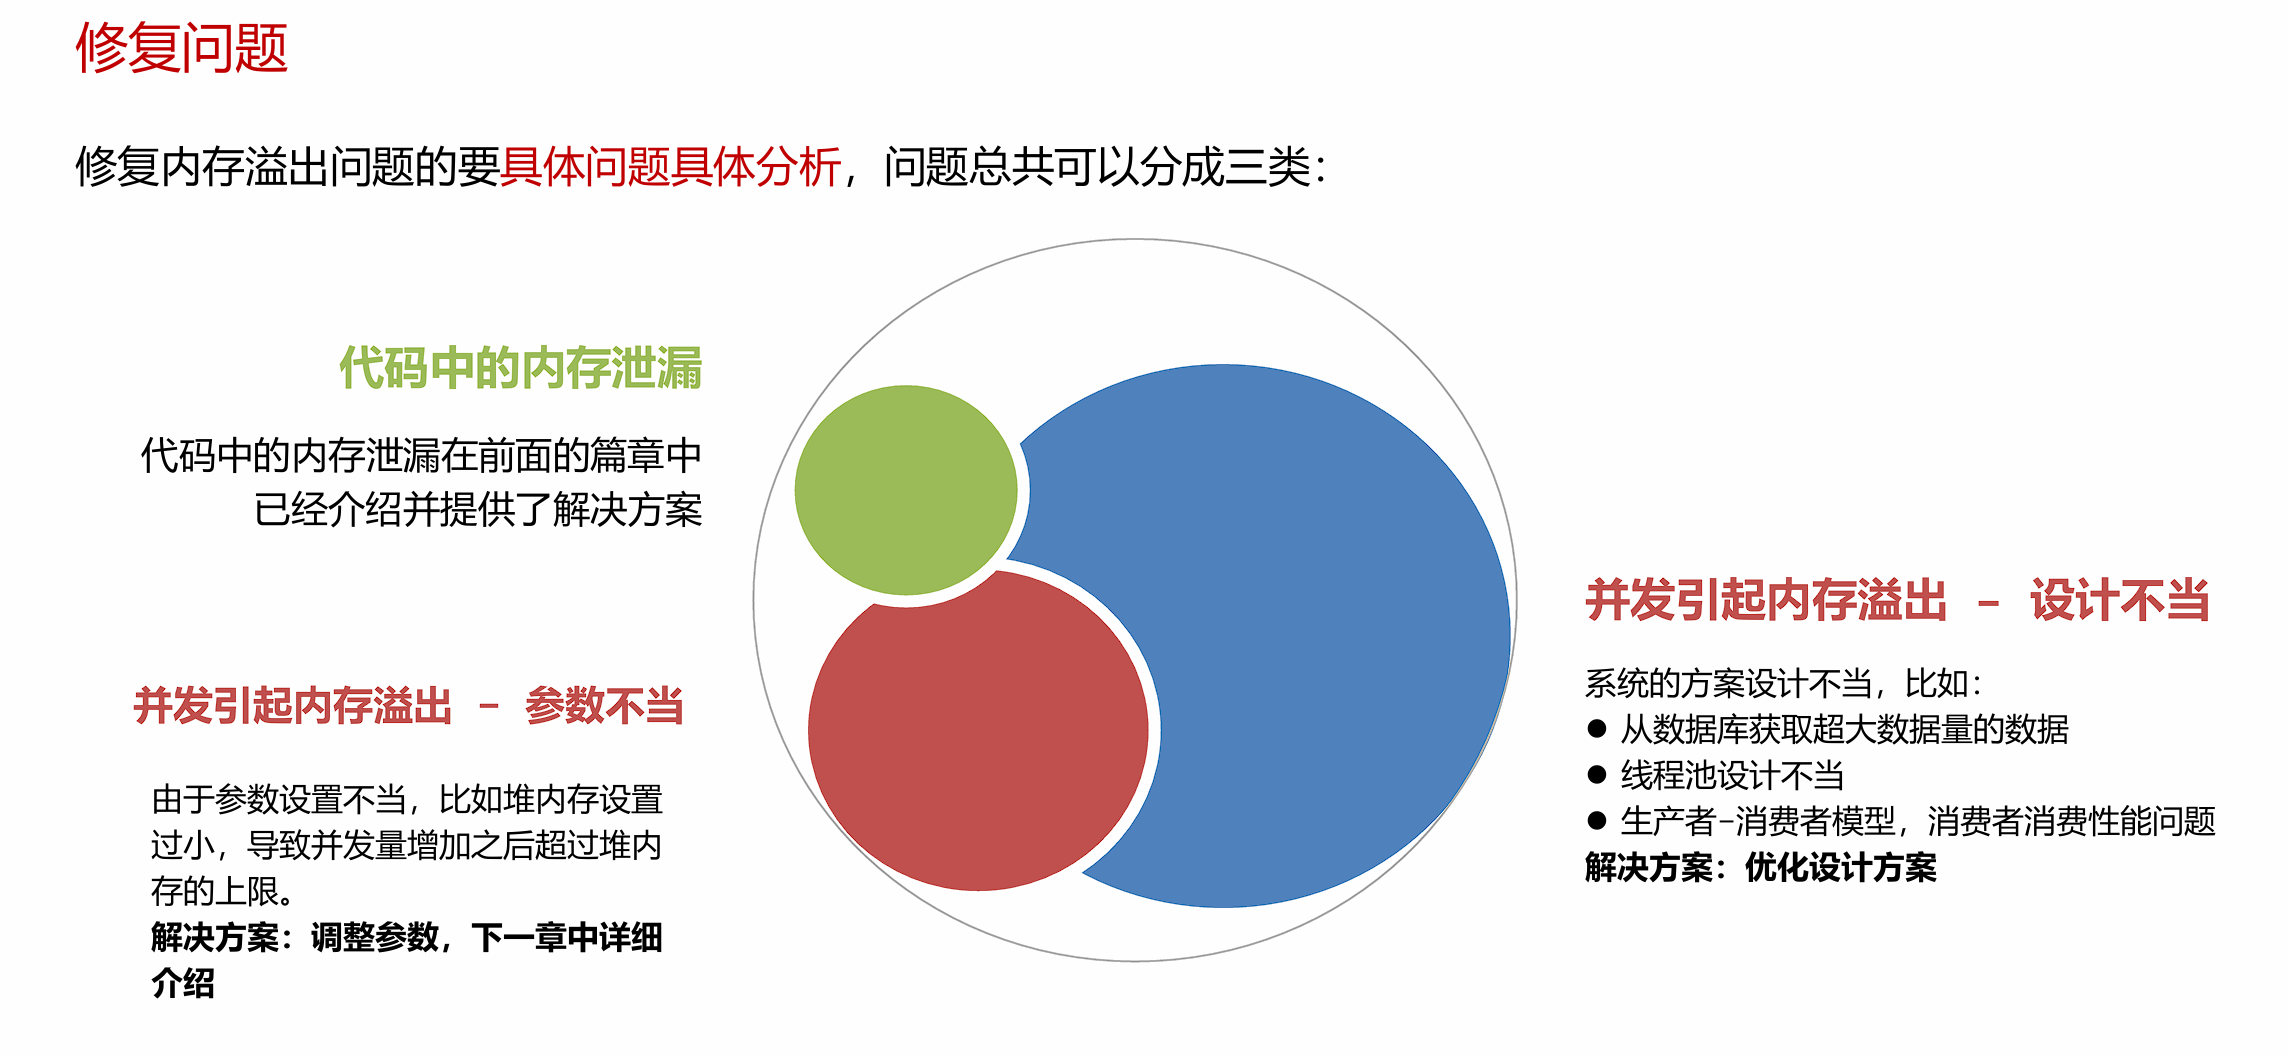 修复问题
修复内存溢出问题的要具体问题具体分析，问题总共可以分成三类：
代码中的内存泄漏
代码中的内存泄漏在前面的篇章中
已经介绍并提供了解决方案
并发引起内存溢出 - 参数不当
由于参数设置不当，比如堆内存设置
过小，导致并发量增加之后超过堆内
存的上限。
解决方案：调整参数，下一章中详细
介绍
并发引起内存溢出 - 设计不当
系统的方案设计不当，比如：
● 从数据库获取超大数据量的数据
● 线程池设计不当
● 生产者-消费者模型，消费者消费性能问题
解决方案：优化设计方案